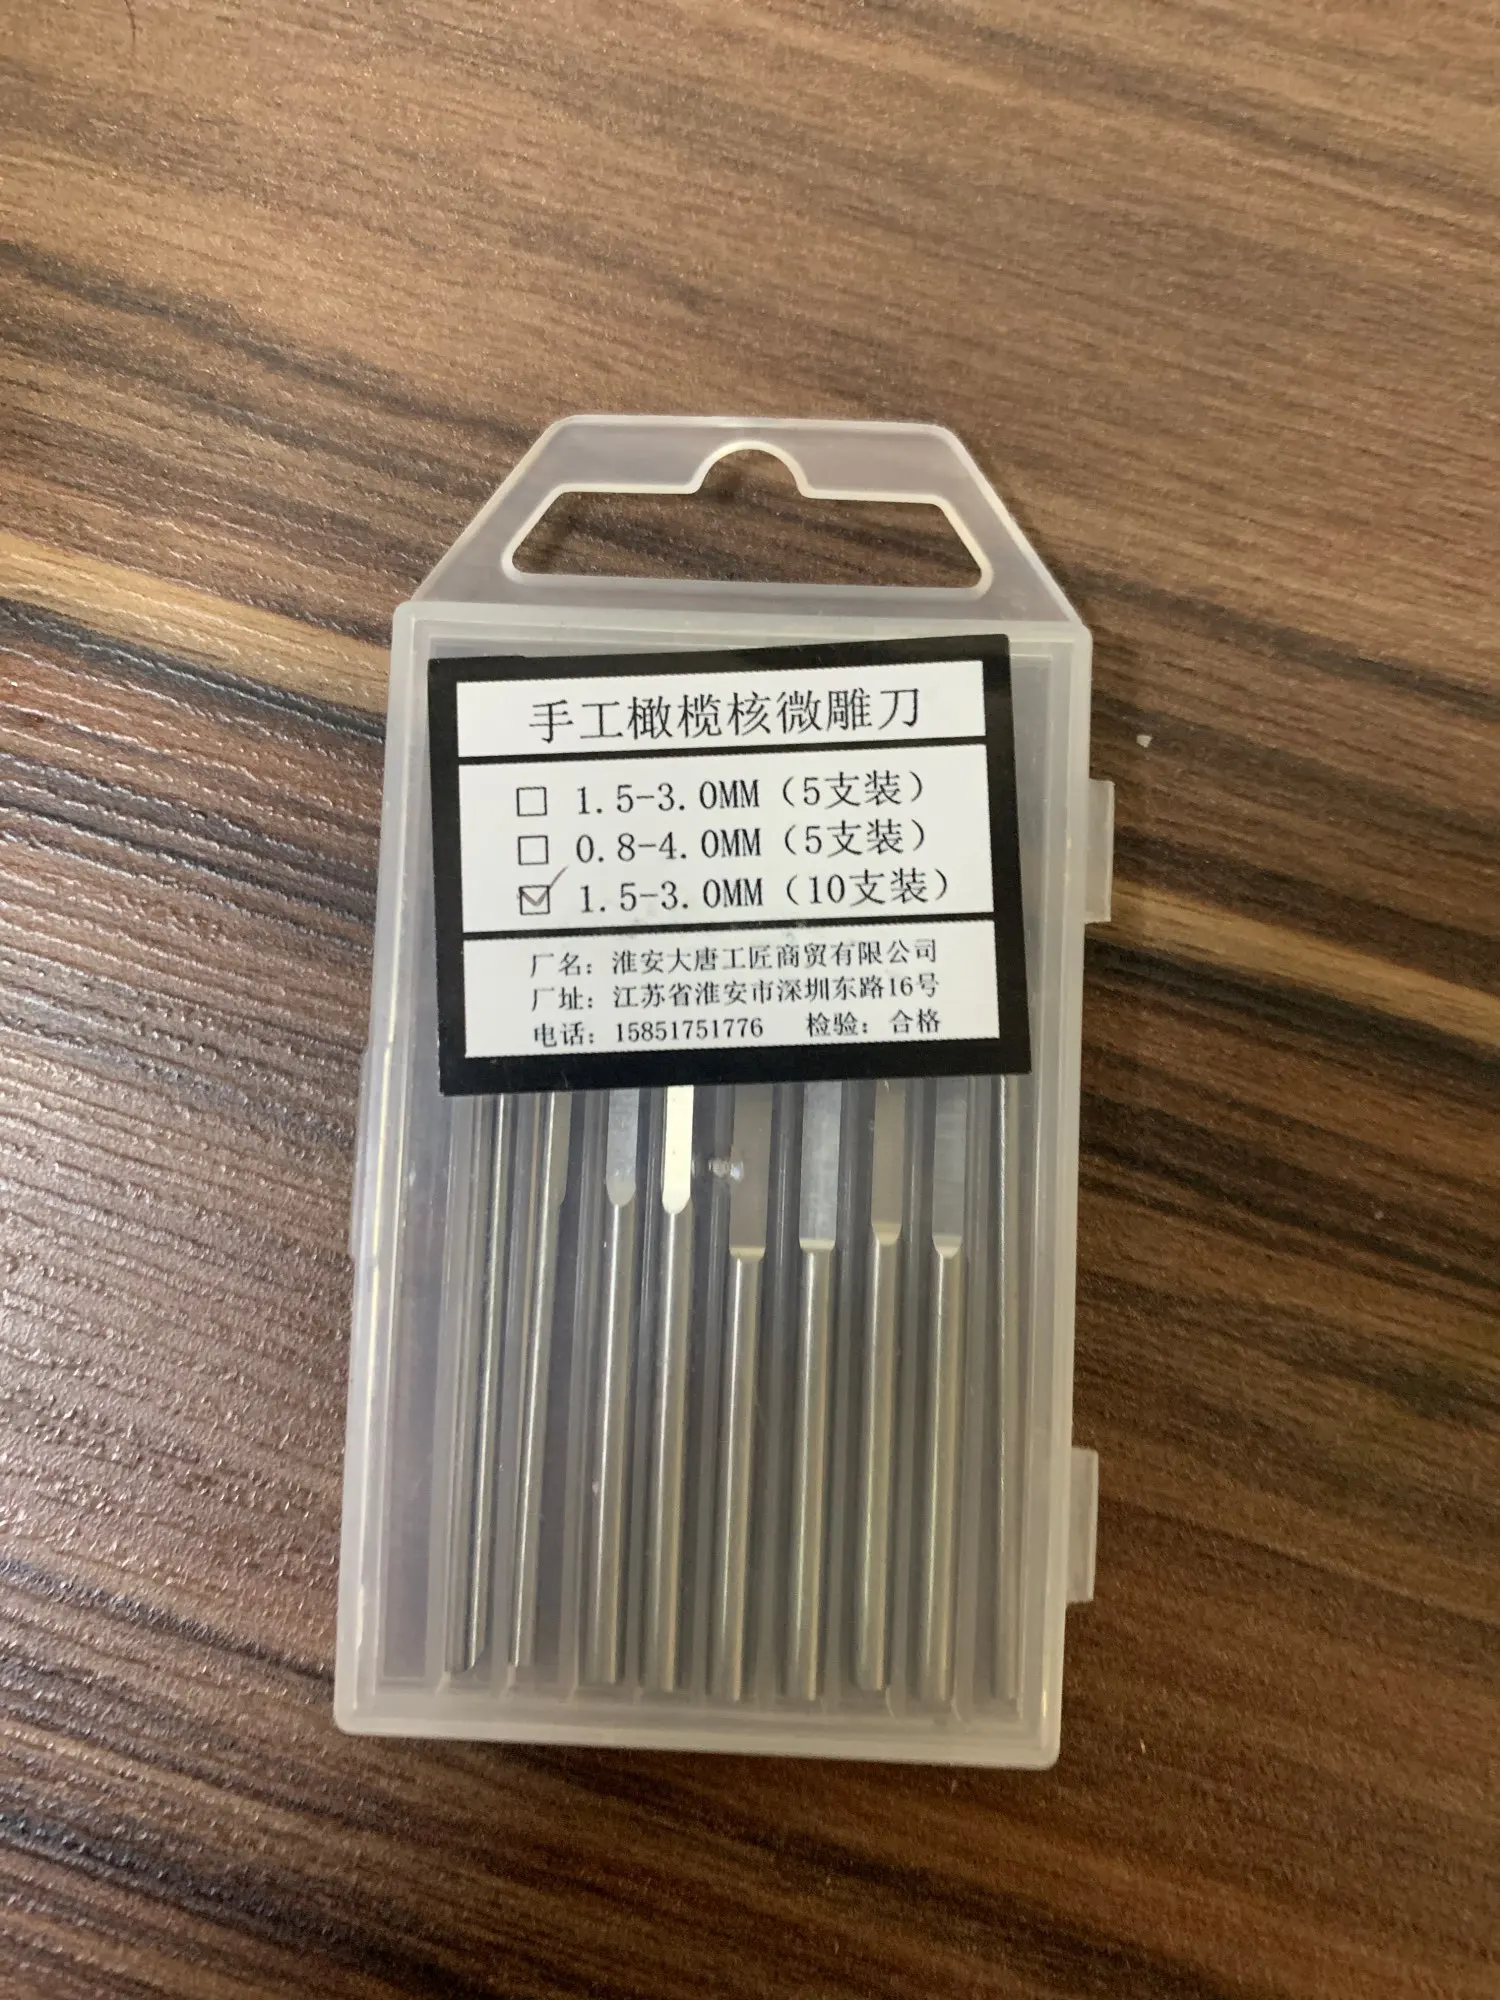 手工橄榄核微雕刀
□ 1.5-3.0MM（5支装）
□ 0.8-4.0MM（5支装）
☑ 1.5-3.0MM（10支装）
厂名：淮安大唐工匠商贸有限公司
厂址：江苏省淮安市深圳东路16号
电话：15851751776 检验：合格